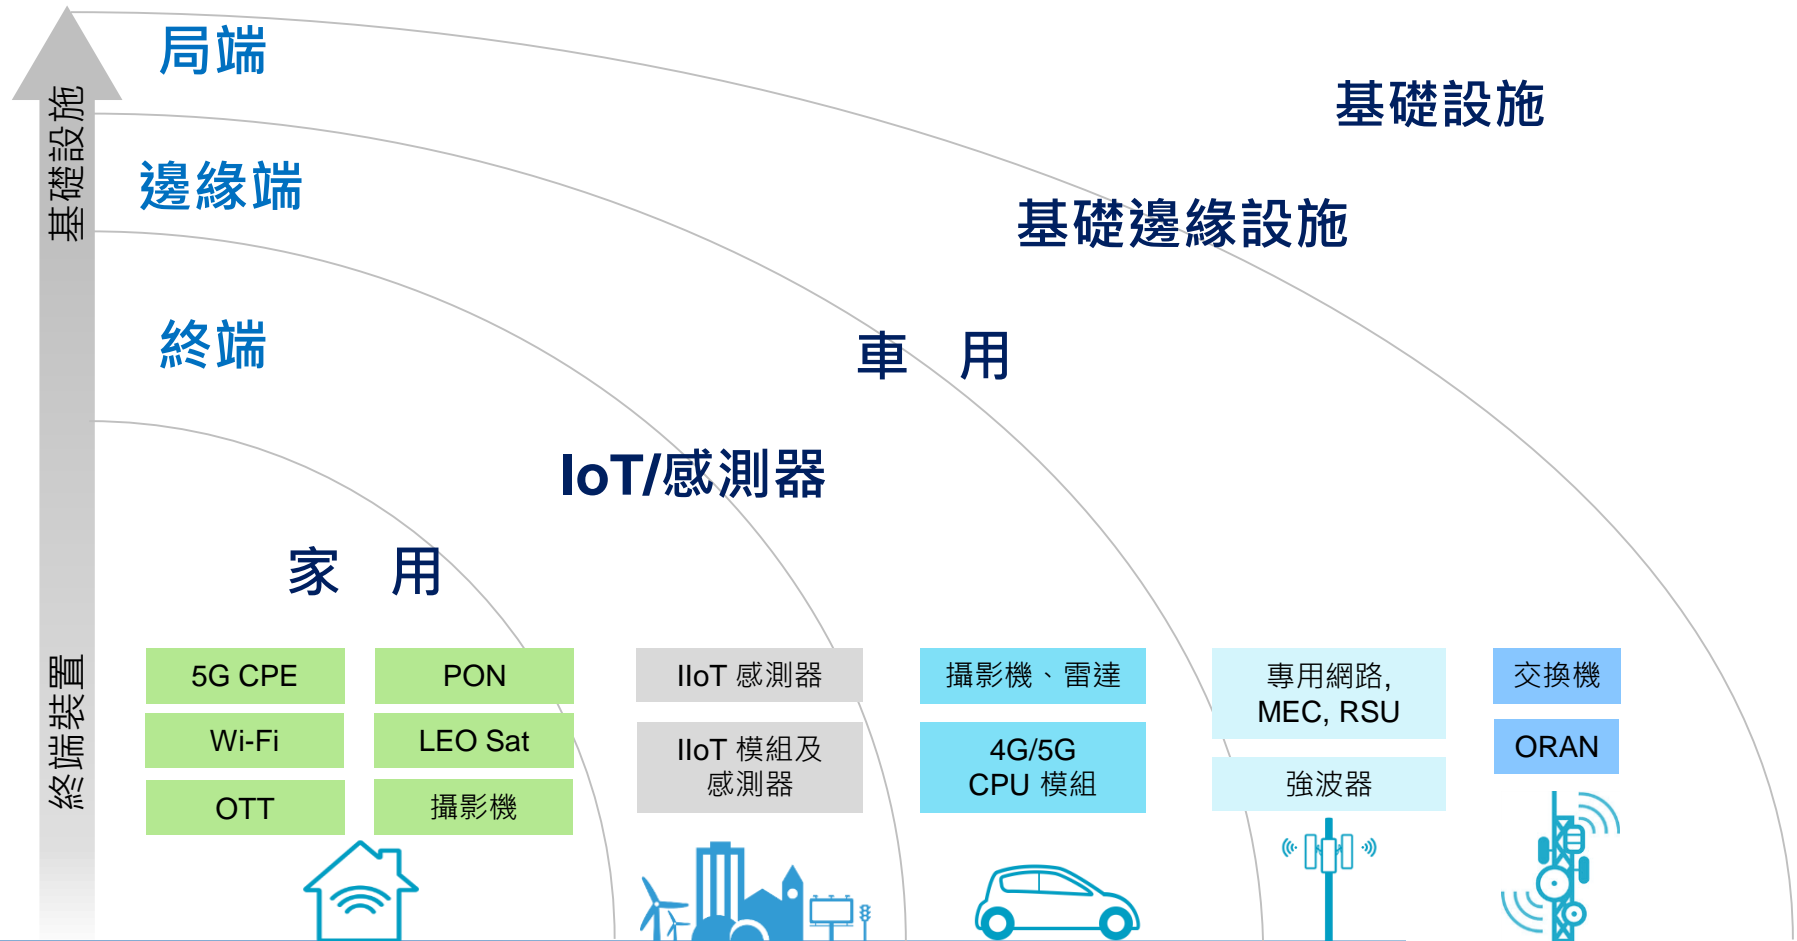 局端
基礎設施
基礎設施
邊緣端
基礎邊緣設施
終端
車 用
IoT/感測器
家 用
終端裝置
5G CPE
PON
IIoT 感測器
攝影機、雷達
專用網路,
MEC, RSU
交換機
Wi-Fi
LEO Sat
IIoT 模組及
感測器
4G/5G
CPU 模組
ORAN
OTT
攝影機
強波器